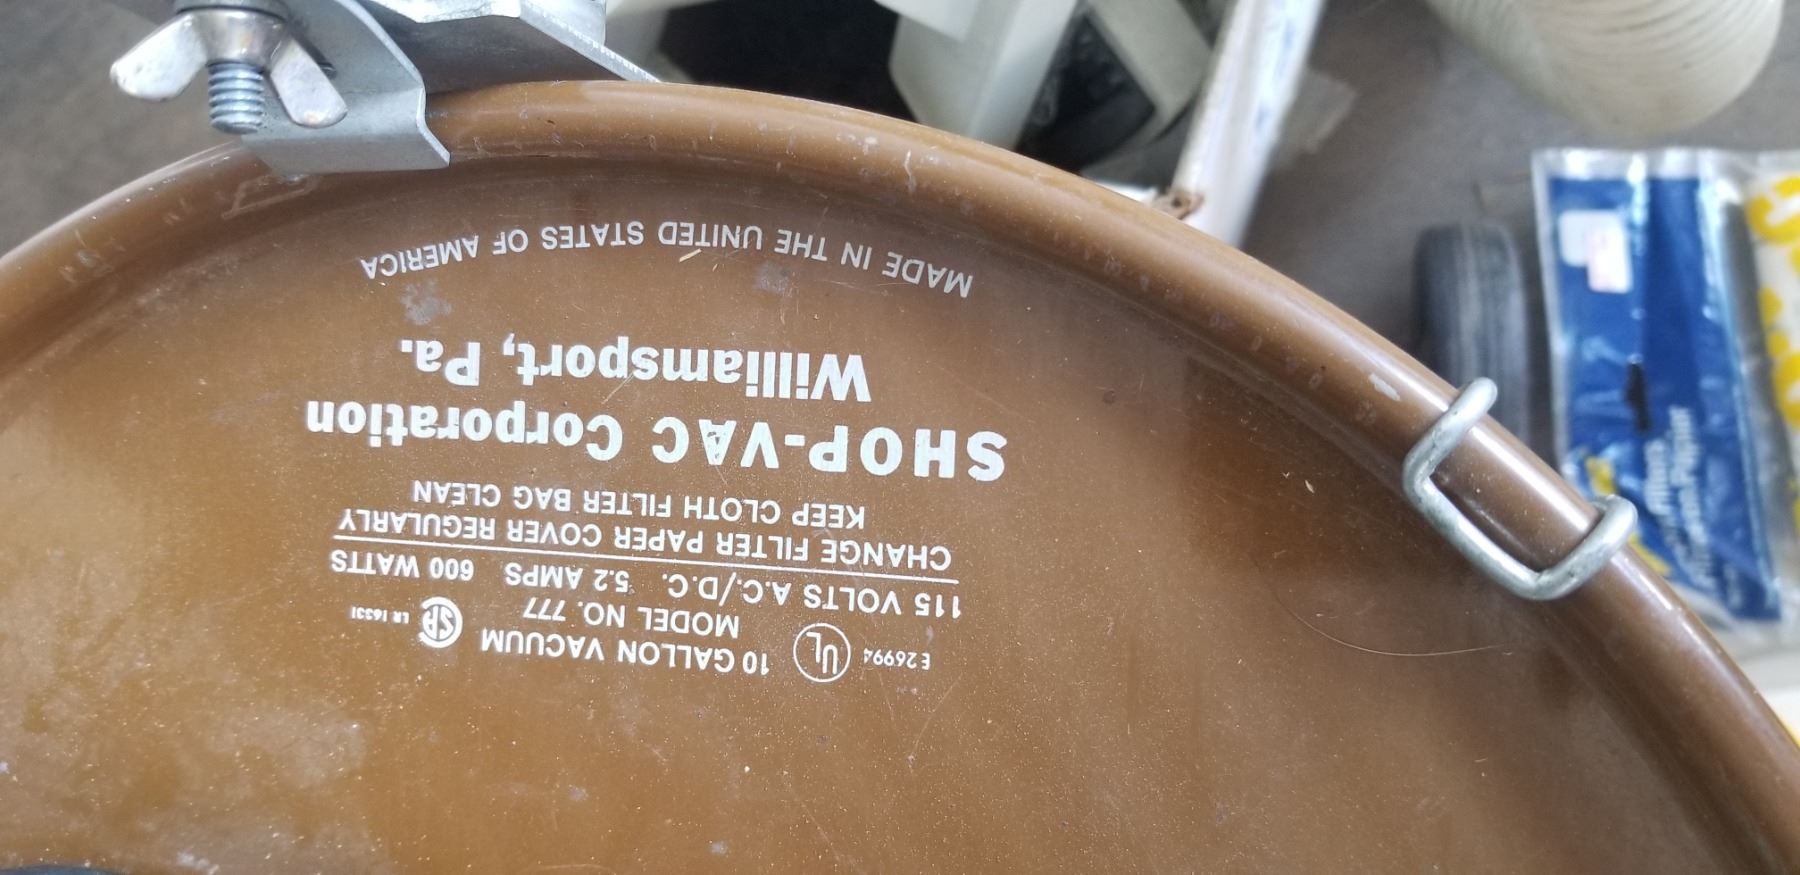 E 26994 UL 10 GALLON VACUUM SA LR 16331
MODEL NO. 777
115 VOLTS A.C./D.C. 5.2 AMPS 600 WATTS
CHANGE FILTER PAPER COVER REGULARLY
KEEP CLOTH FILTER BAG CLEAN
SHOP-VAC Corporation
Williamsport, Pa.
MADE IN THE UNITED STATES OF AMERICA